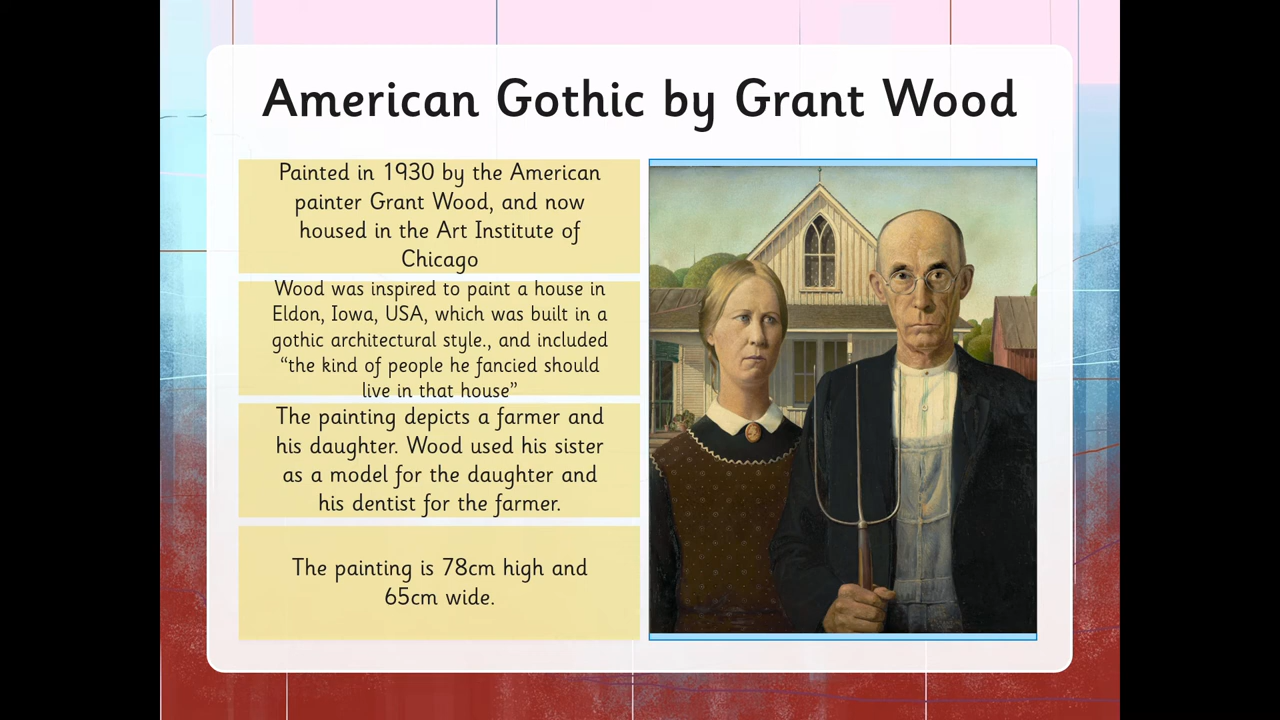 American Gothic by Grant Wood
Painted in 1930 by the American
painter Grant Wood, and now
housed in the Art Institute of
Chicago
Wood was inspired to paint a house in
Eldon, Iowa, USA, which was built in a
gothic architectural style., and included
“the kind of people he fancied should
live in that house”
The painting depicts a farmer and
his daughter. Wood used his sister
as a model for the daughter and
his dentist for the farmer.
The painting is 78cm high and
65cm wide.